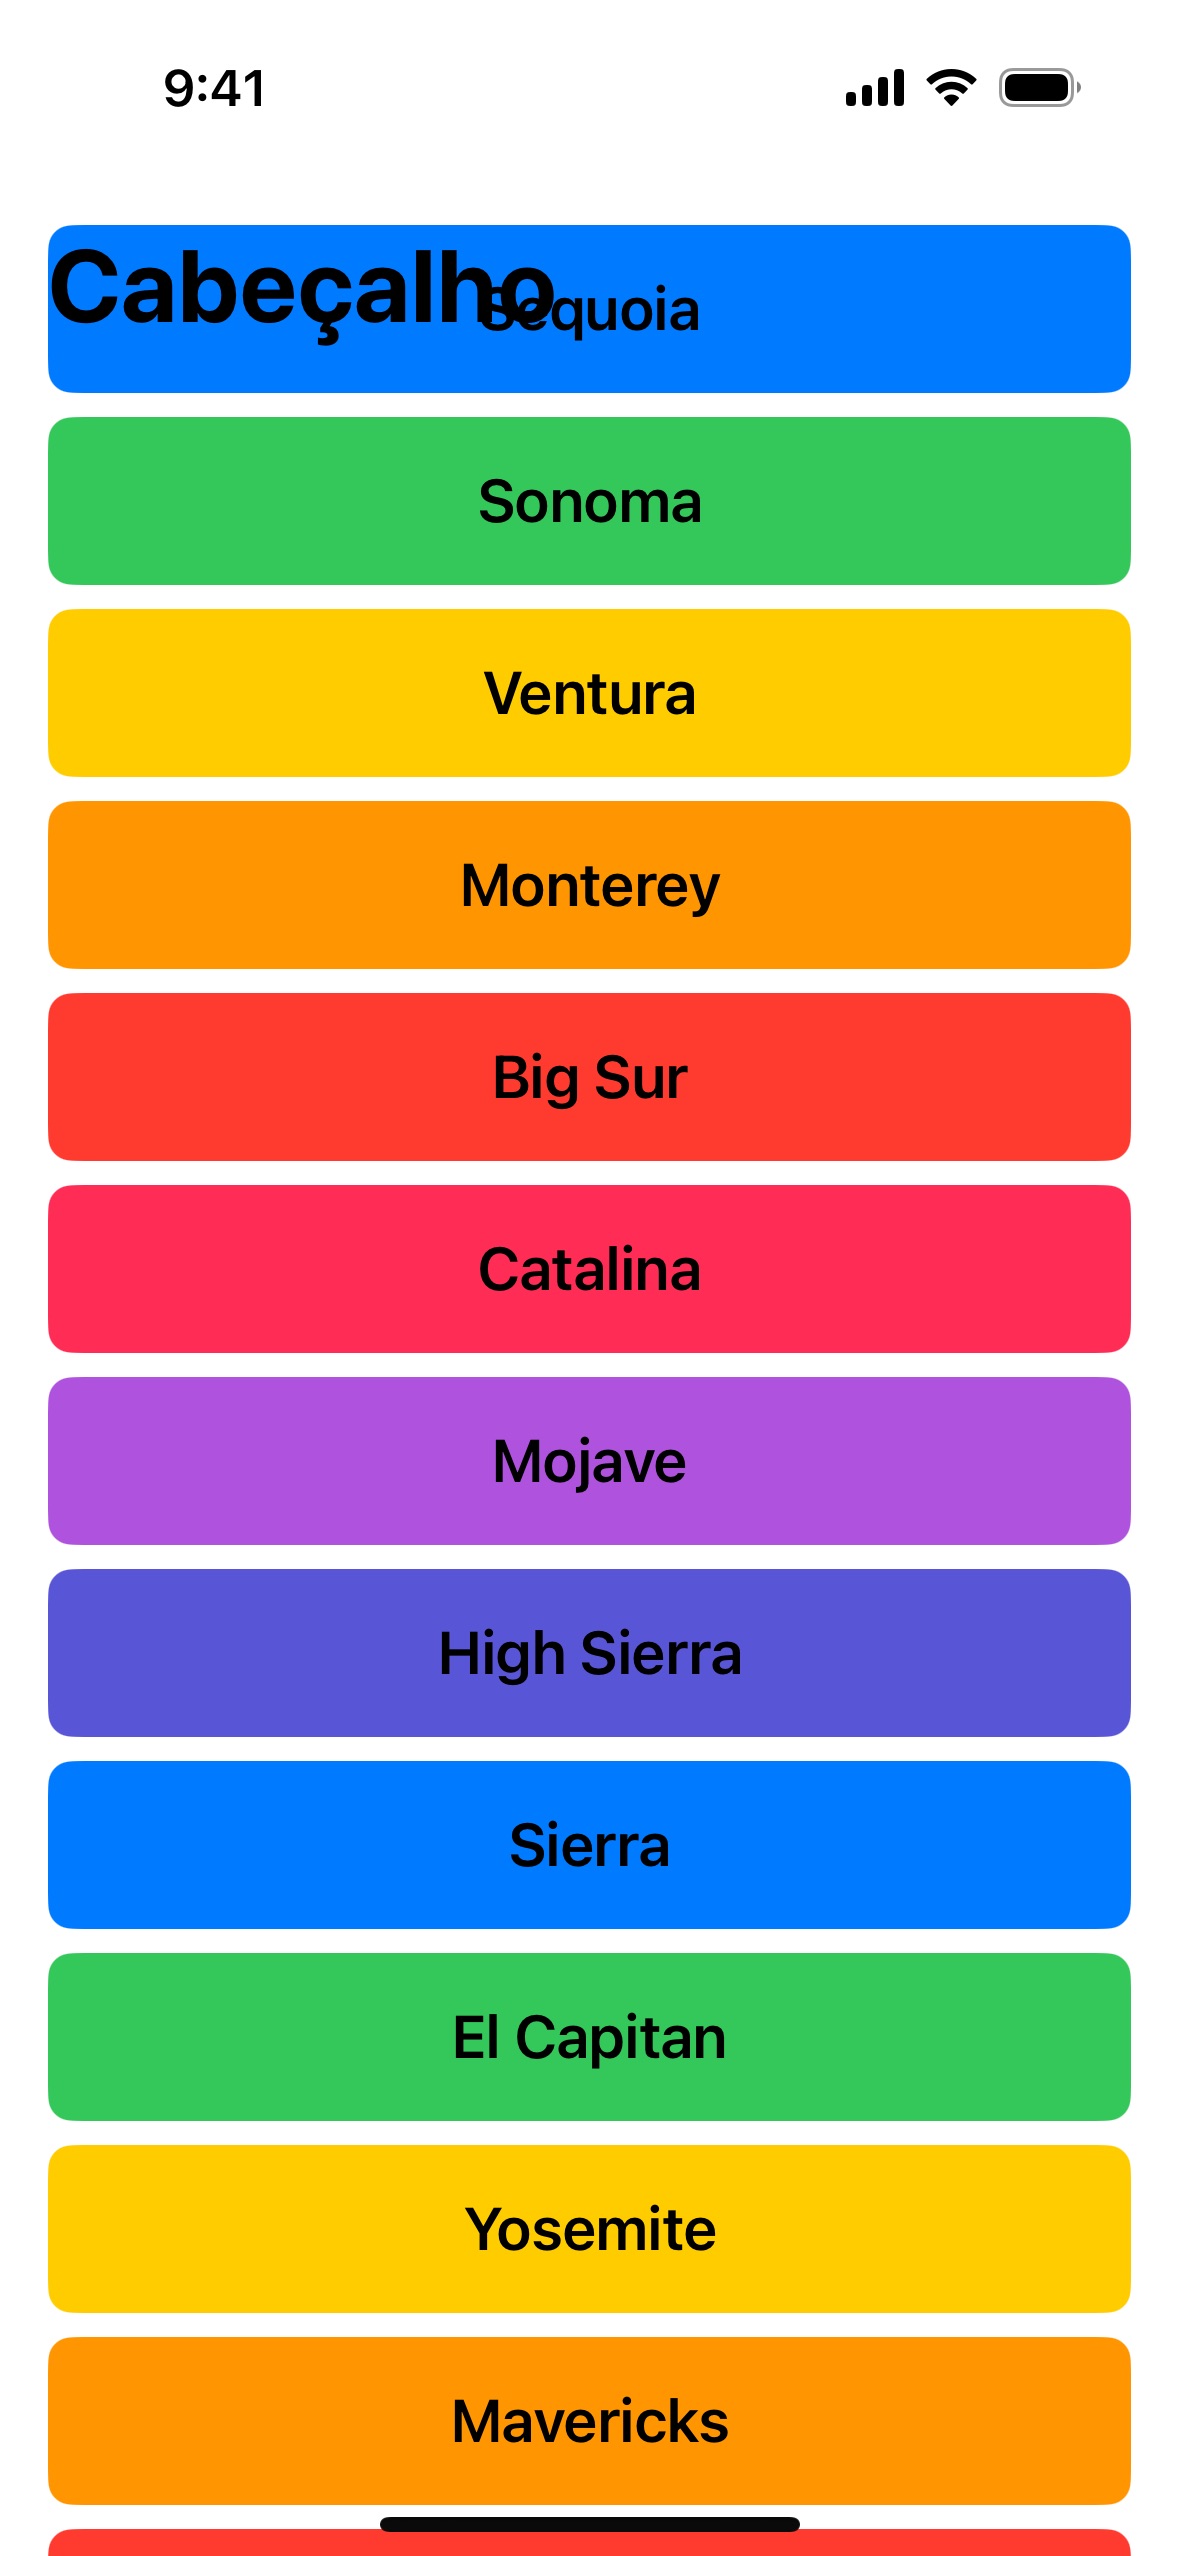 9:41
Cabeçalho
Sequoia
Sonoma
Ventura
Monterey
Big Sur
Catalina
Mojave
High Sierra
Sierra
El Capitan
Yosemite
Mavericks